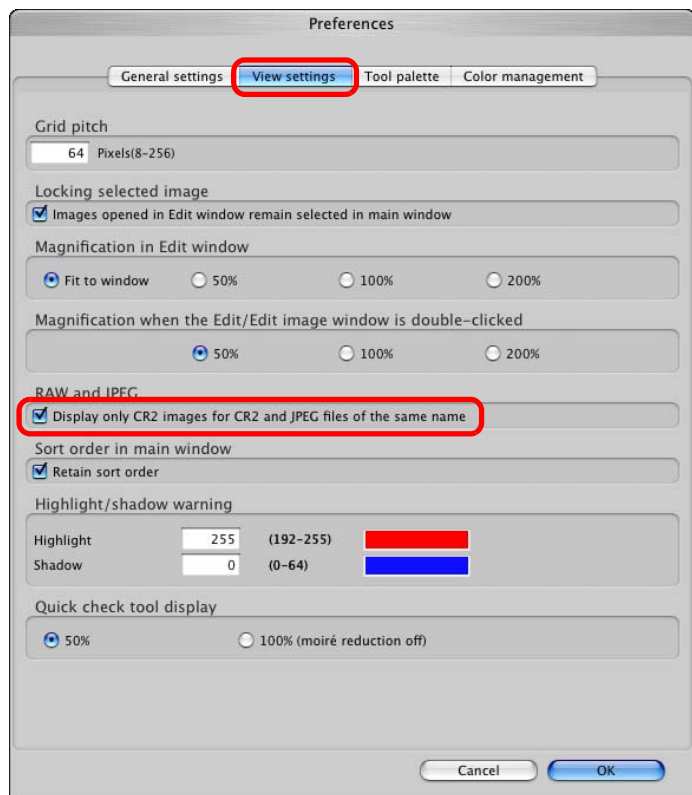 Preferences
General settings View settings Tool palette Color management
Grid pitch
64 Pixels(8-256)
Locking selected image
Images opened in Edit window remain selected in main window
Magnification in Edit window
Fit to window 50% 100% 200%
Magnification when the Edit/Edit image window is double-clicked
50% 100% 200%
RAW and JPEG
Display only CR2 images for CR2 and JPEG files of the same name
Sort order in main window
Retain sort order
Highlight/shadow warning
Highlight 255 (192-255)
Shadow 0 (0-64)
Quick check tool display
50% 100% (moiré reduction off)
Cancel OK